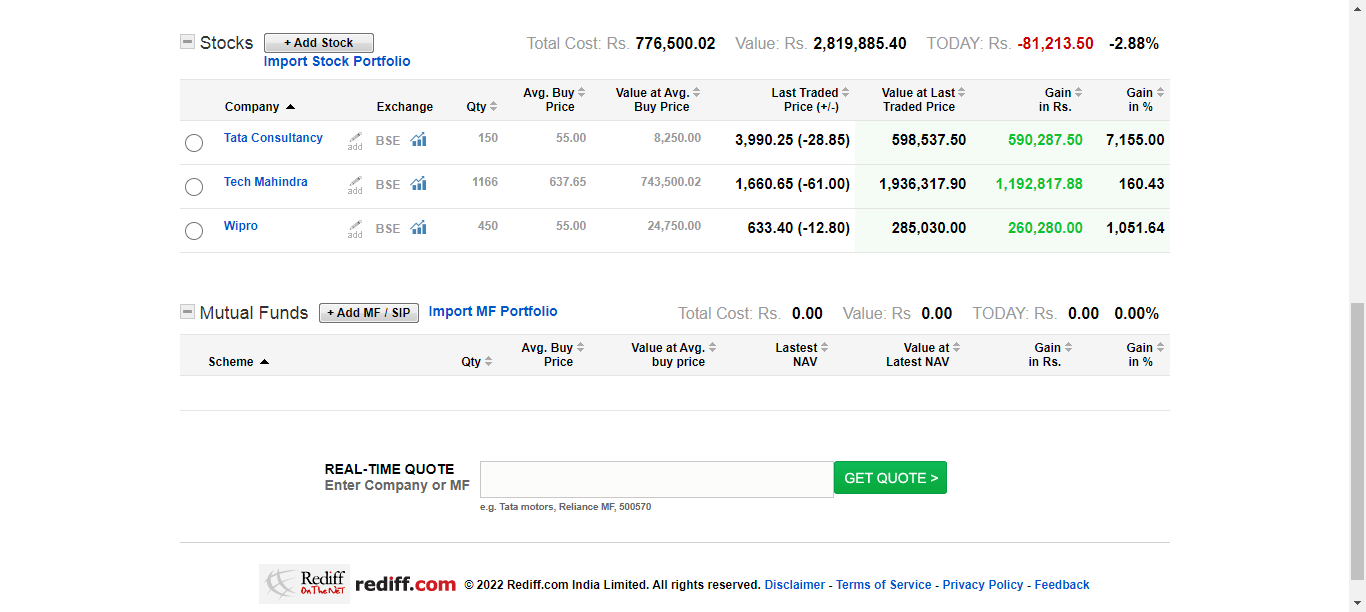 Stocks + Add Stock Total Cost: Rs. 776,500.02 Value: Rs. 2,819,885.40 TODAY: Rs. -81,213.50 -2.88%
Import Stock Portfolio
Company Exchange Qty Avg. Buy Price Value at Avg. Buy Price Last Traded Price (+/-) Value at Last Traded Price Gain in Rs. Gain in %
Tata Consultancy add BSE 150 55.00 8,250.00 3,990.25 (-28.85) 598,537.50 590,287.50 7,155.00
Tech Mahindra add BSE 1166 637.65 743,500.02 1,660.65 (-61.00) 1,936,317.90 1,192,817.88 160.43
Wipro add BSE 450 55.00 24,750.00 633.40 (-12.80) 285,030.00 260,280.00 1,051.64
Mutual Funds + Add MF / SIP Import MF Portfolio Total Cost: Rs. 0.00 Value: Rs 0.00 TODAY: Rs. 0.00 0.00%
Scheme Qty Avg. Buy Price Value at Avg. buy price Lastest NAV Value at Latest NAV Gain in Rs. Gain in %
REAL-TIME QUOTE
Enter Company or MF
GET QUOTE >
e.g. Tata motors, Reliance MF, 500570
Rediff On The NeT rediff.com © 2022 Rediff.com India Limited. All rights reserved. Disclaimer - Terms of Service - Privacy Policy - Feedback